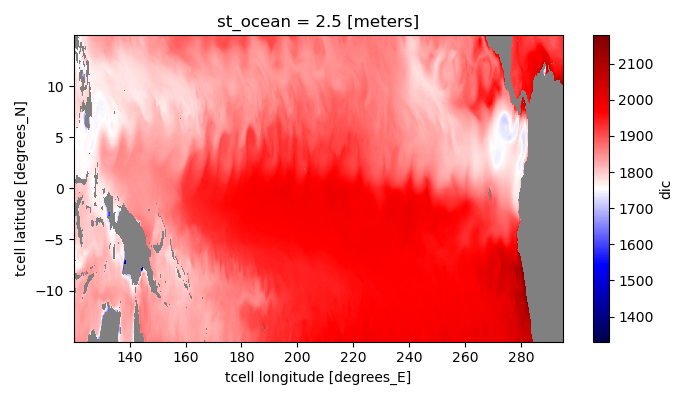 st_ocean = 2.5 [meters]
10
5
0
−5
−10
tcell latitude [degrees_N]
140 160 180 200 220 240 260 280
tcell longitude [degrees_E]
2100
2000
1900
1800
1700
1600
1500
1400
dic